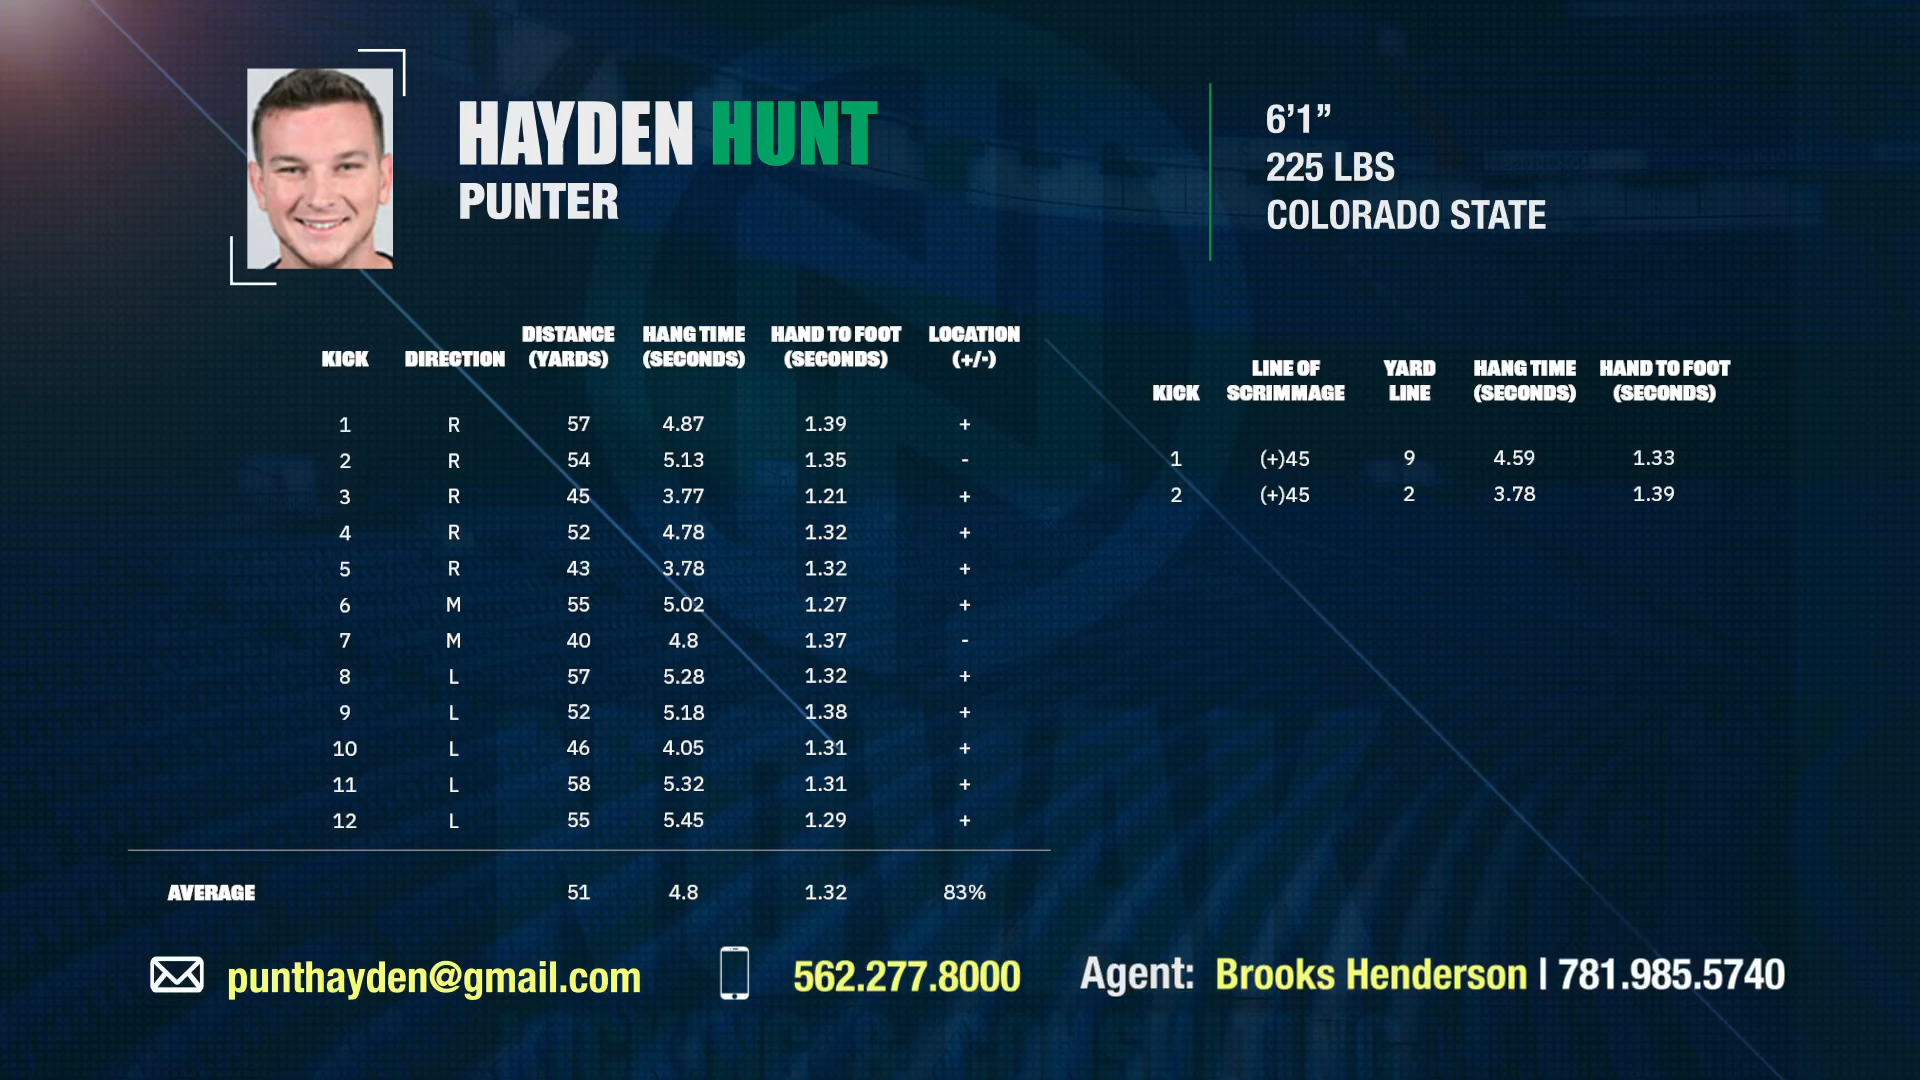 HAYDEN HUNT
PUNTER
6’1”
225 LBS
COLORADO STATE
KICK DIRECTION DISTANCE (YARDS) HANG TIME (SECONDS) HAND TO FOOT (SECONDS) LOCATION (+/-)
1 R 57 4.87 1.39 +
2 R 54 5.13 1.35 -
3 R 45 3.77 1.21 +
4 R 52 4.78 1.32 +
5 R 43 3.78 1.32 +
6 M 55 5.02 1.27 +
7 M 40 4.8 1.37 -
8 L 57 5.28 1.32 +
9 L 52 5.18 1.38 +
10 L 46 4.05 1.31 +
11 L 58 5.32 1.31 +
12 L 55 5.45 1.29 +
AVERAGE 51 4.8 1.32 83%
KICK LINE OF SCRIMMAGE YARD LINE HANG TIME (SECONDS) HAND TO FOOT (SECONDS)
1 (+)45 9 4.59 1.33
2 (+)45 2 3.78 1.39
punthayden@gmail.com 562.277.8000 Agent: Brooks Henderson | 781.985.5740